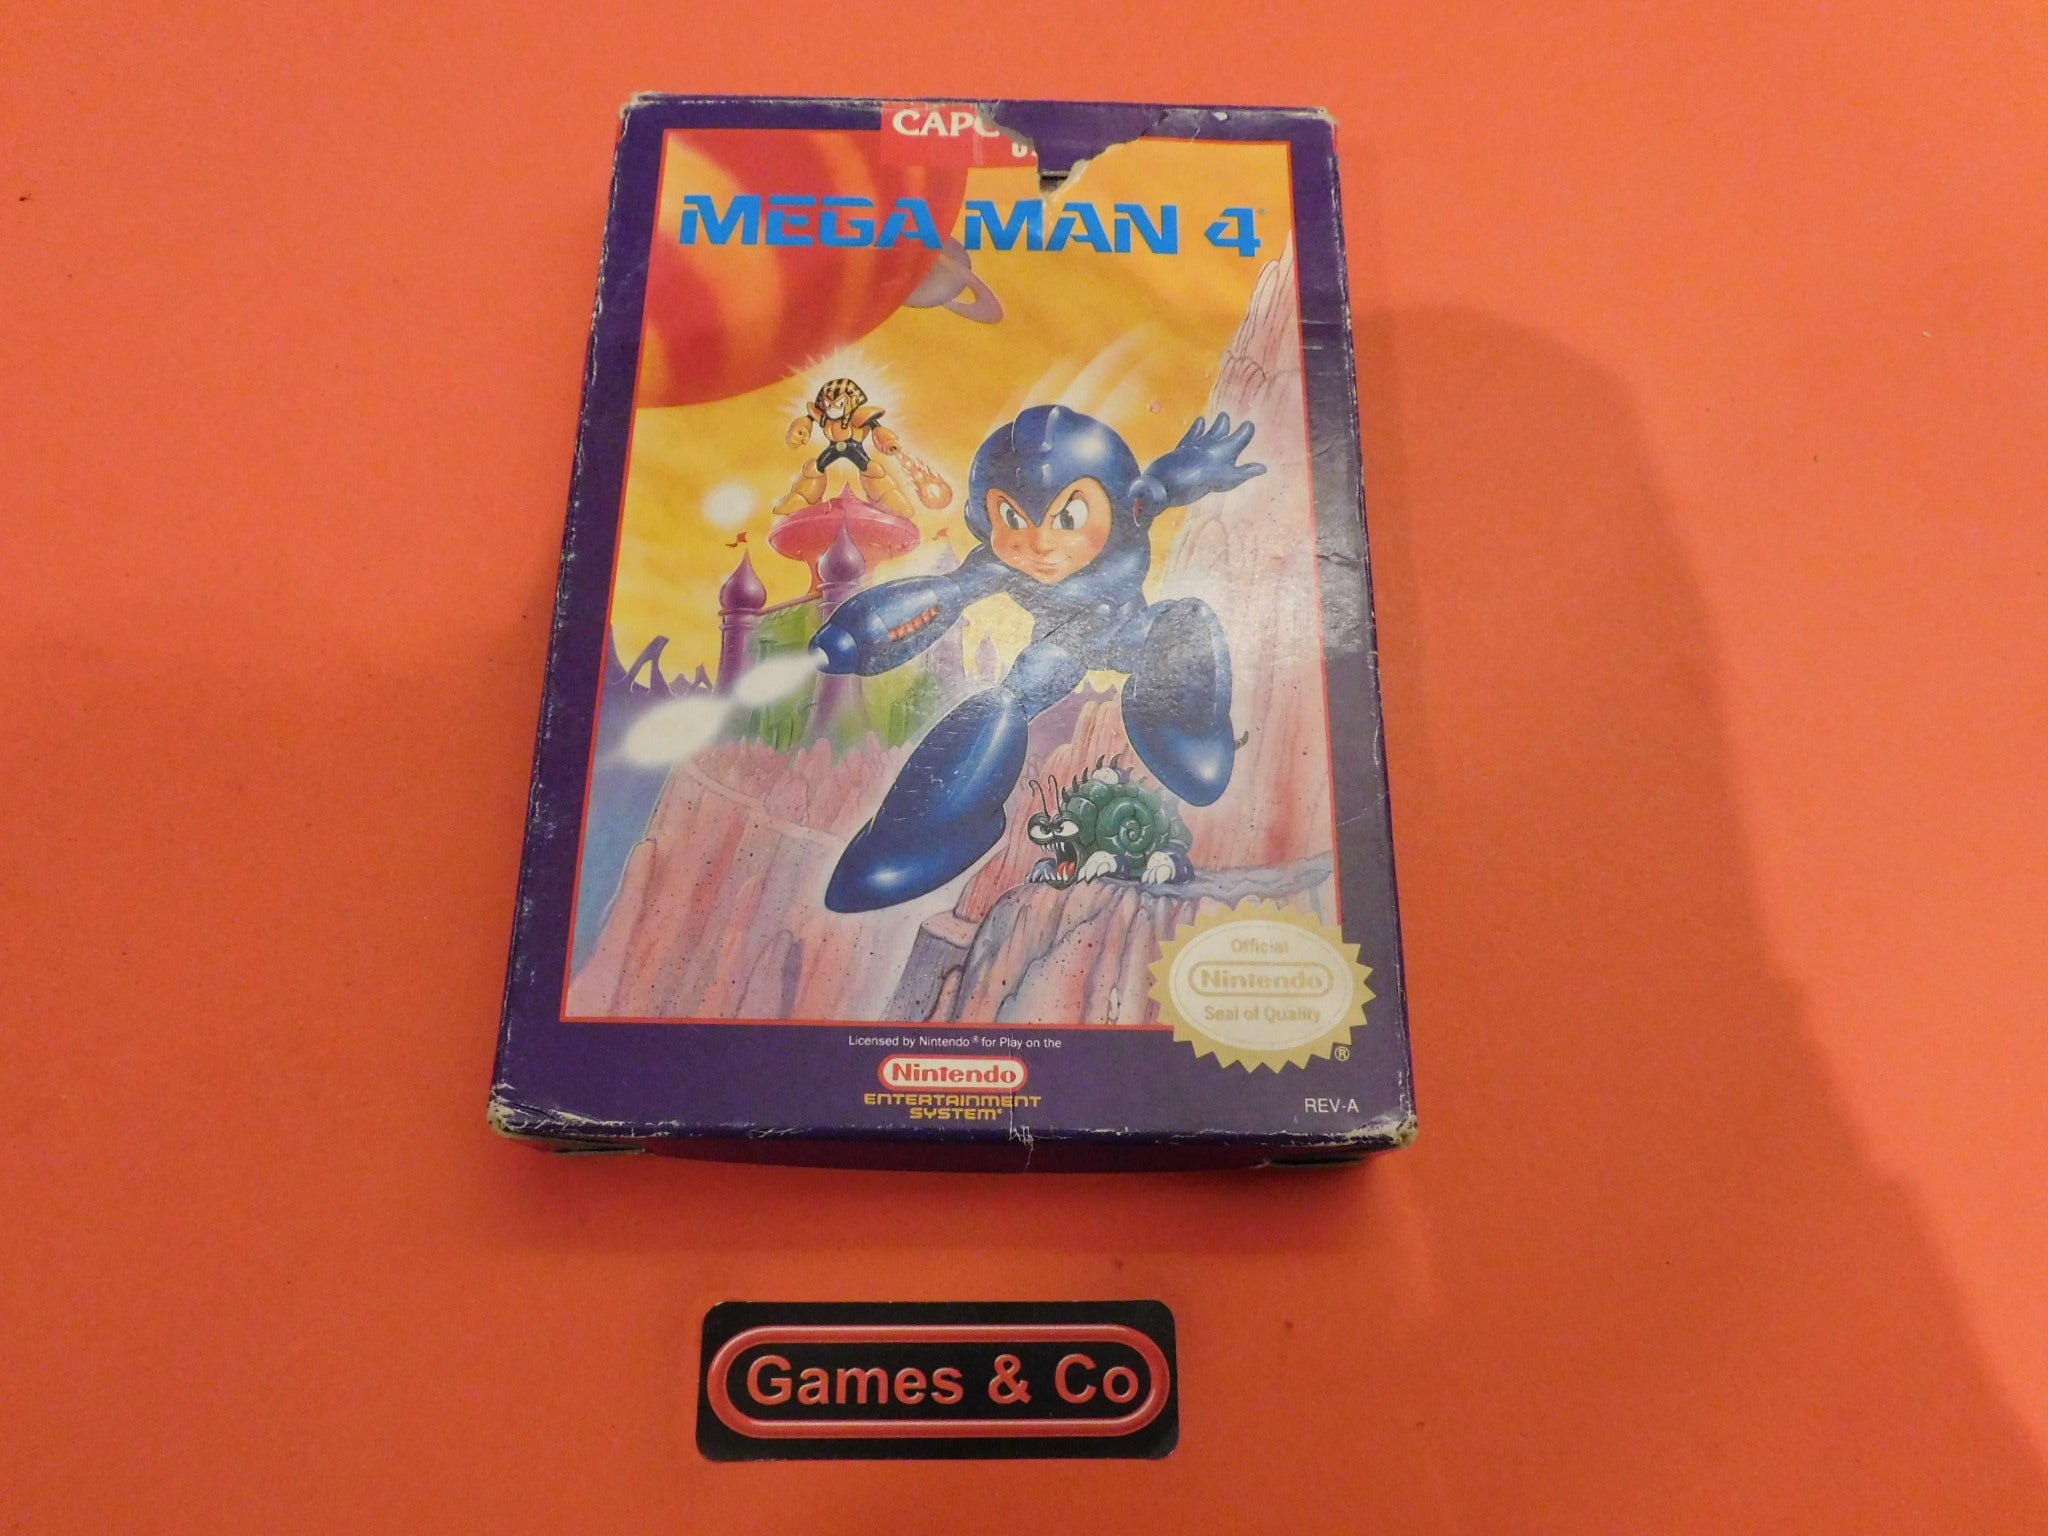 CAPC
MEGA MAN 4
Official
Nintendo
Seal of Quality
®
Licensed by Nintendo® for Play on the
Nintendo
ENTERTAINMENT
SYSTEM
REV-A
Games & Co